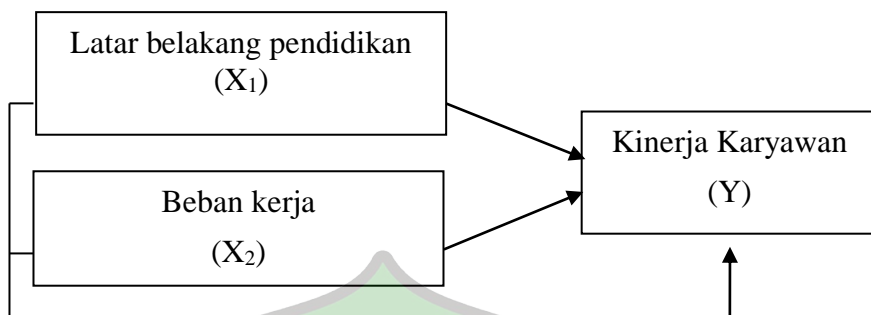 Latar belakang pendidikan
(X₁)
Kinerja Karyawan
(Y)
Beban kerja
(X₂)